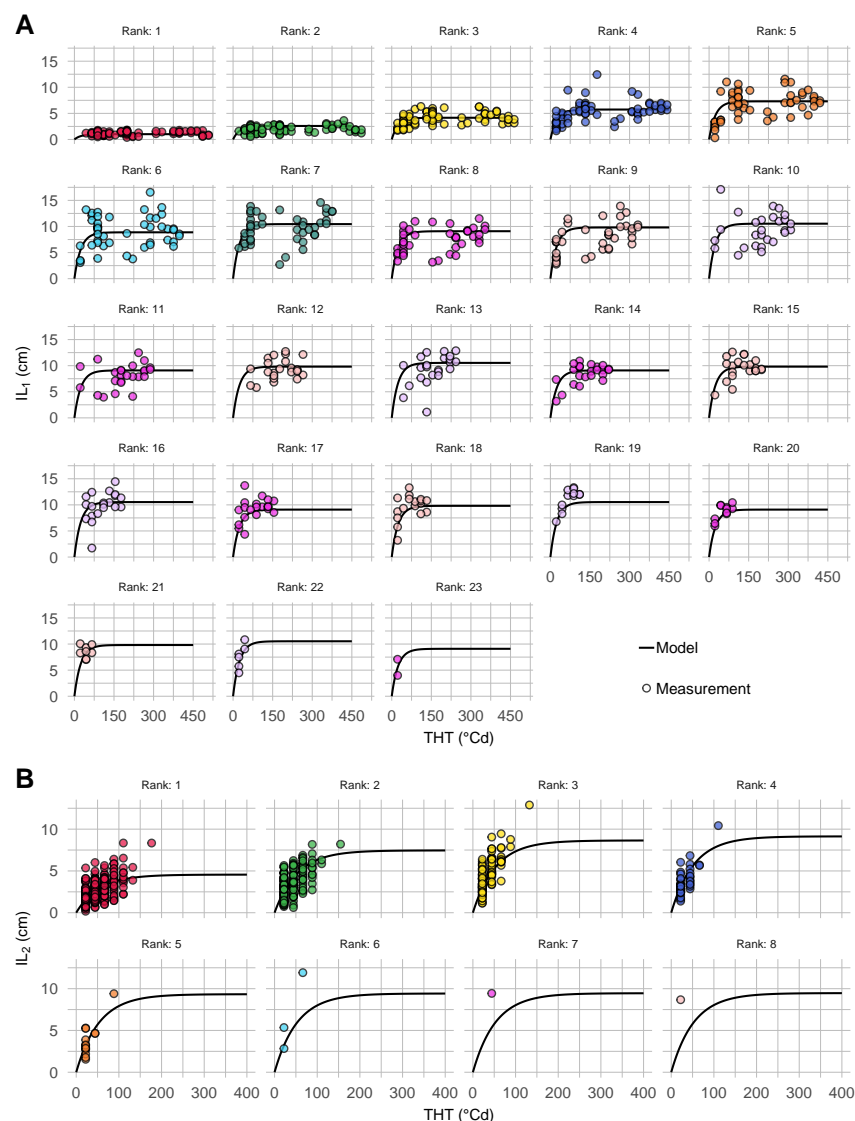 A
Rank: 1 Rank: 2 Rank: 3 Rank: 4 Rank: 5
15
10
5
0
Rank: 6 Rank: 7 Rank: 8 Rank: 9 Rank: 10
15
10
5
0
Rank: 11 Rank: 12 Rank: 13 Rank: 14 Rank: 15
15
10
5
0
IL₁ (cm)
Rank: 16 Rank: 17 Rank: 18 Rank: 19 Rank: 20
15
10
5
0
0 150 300 450 0 150 300 450
Rank: 21 Rank: 22 Rank: 23
15
10
5
0
0 150 300 450 0 150 300 450 0 150 300 450
THT (°Cd)
Model
Measurement
B
Rank: 1 Rank: 2 Rank: 3 Rank: 4
10
5
0
IL₂ (cm)
Rank: 5 Rank: 6 Rank: 7 Rank: 8
10
5
0
0 100 200 300 400 0 100 200 300 400 0 100 200 300 400 0 100 200 300 400
THT (°Cd)